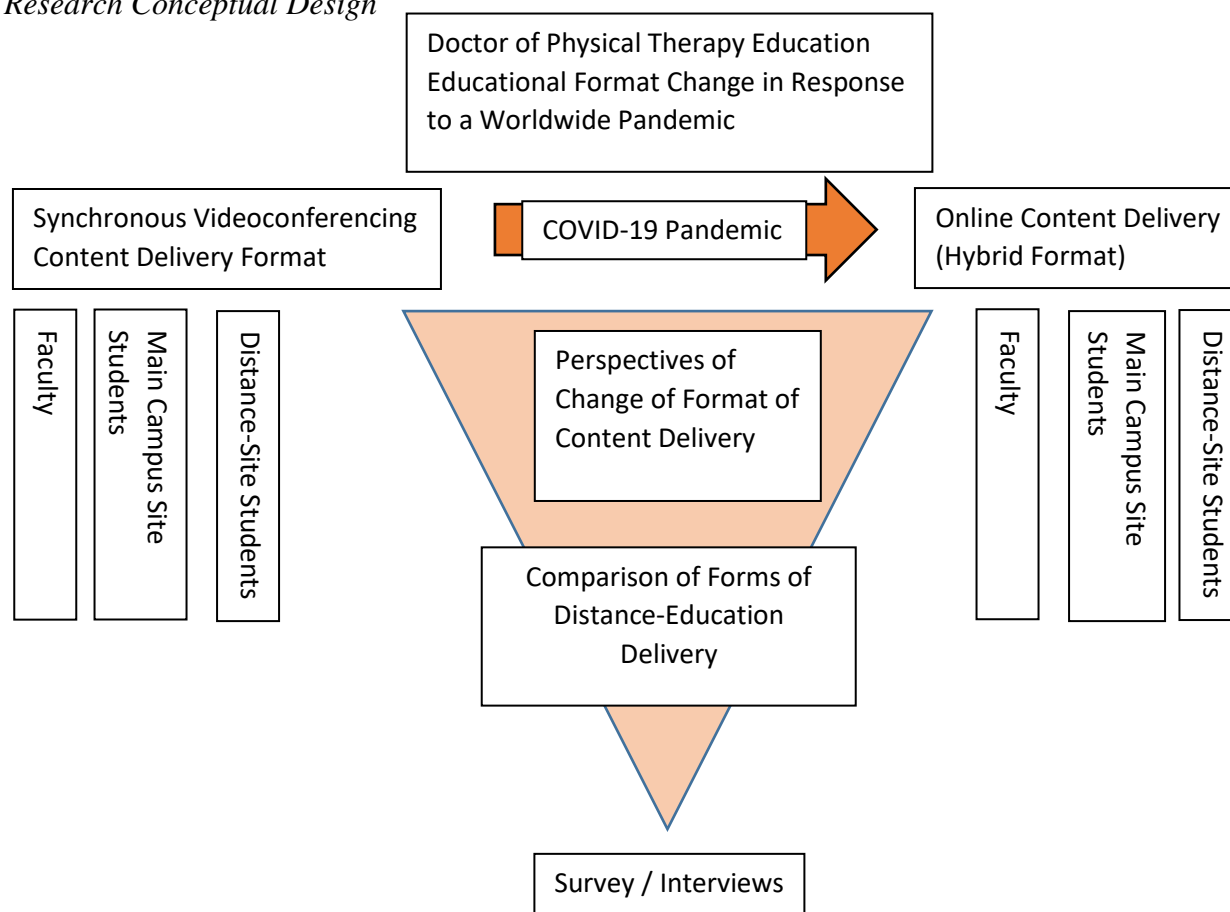 Research Conceptual Design
Doctor of Physical Therapy Education
Educational Format Change in Response
to a Worldwide Pandemic
Synchronous Videoconferencing
Content Delivery Format
COVID-19 Pandemic
Online Content Delivery
(Hybrid Format)
Faculty
Main Campus Site
Students
Distance-Site Students
Perspectives of
Change of Format of
Content Delivery
Faculty
Main Campus Site
Students
Distance-Site Students
Comparison of Forms of
Distance-Education
Delivery
Survey / Interviews